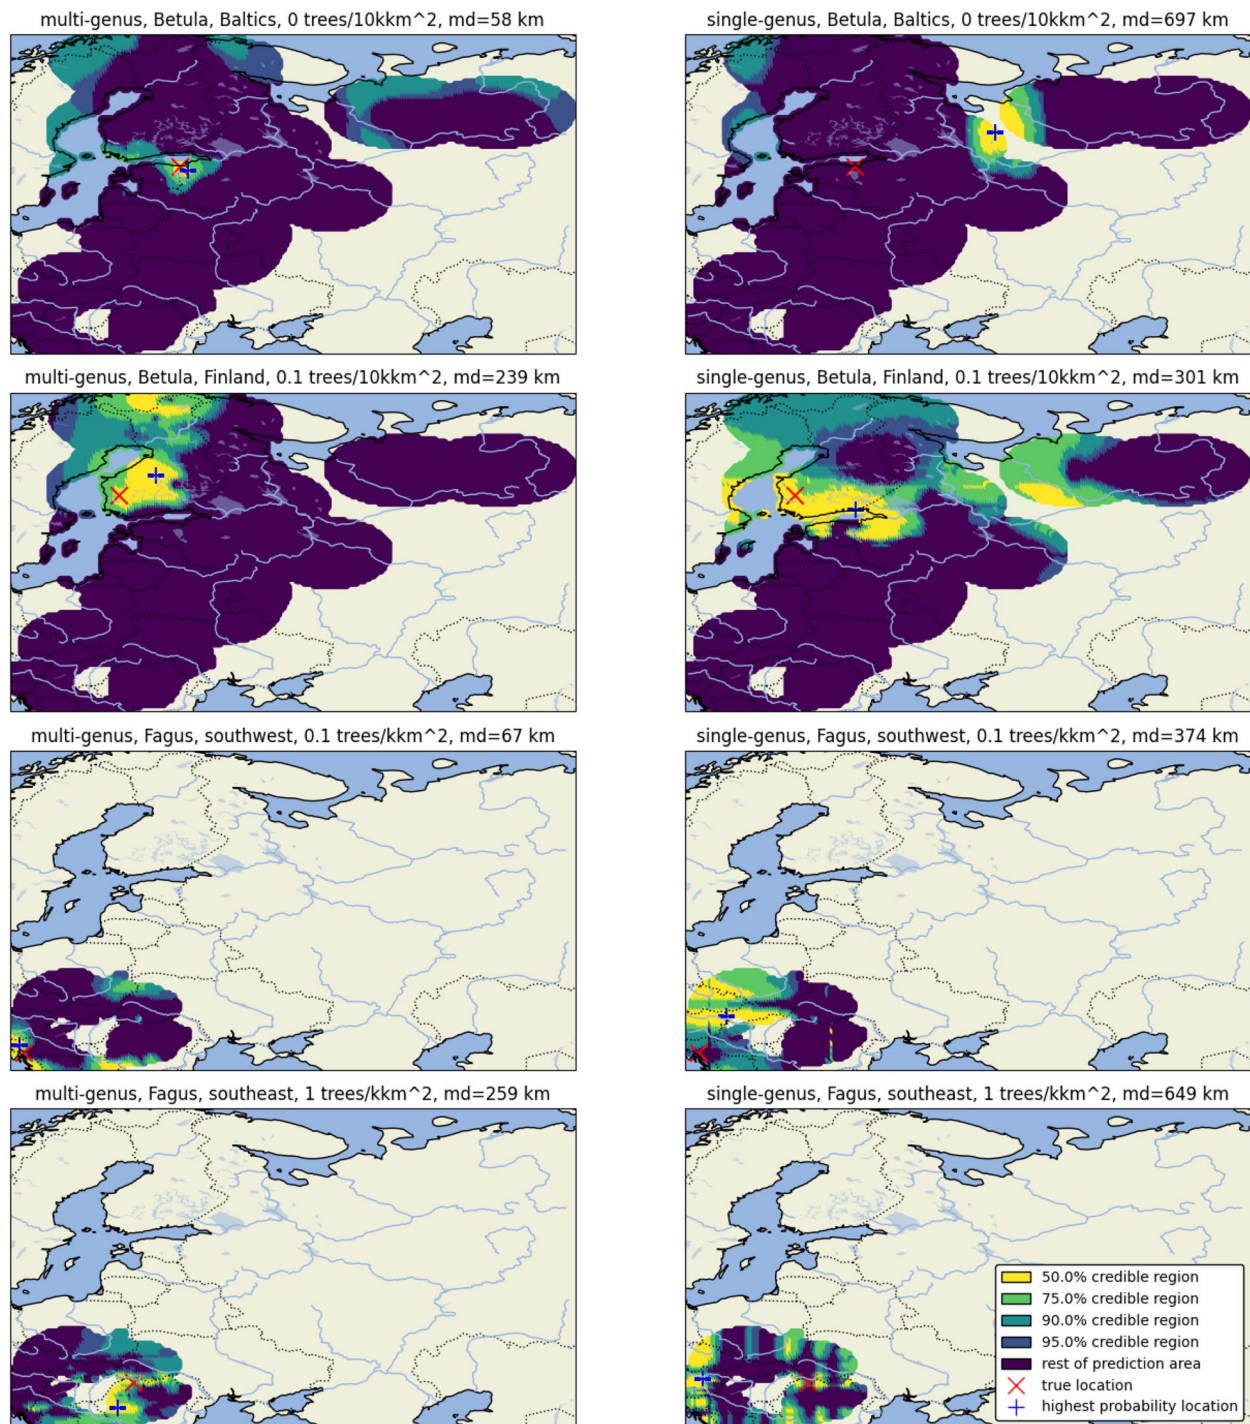 multi-genus, Betula, Baltics, 0 trees/10kkm^2, md=58 km
single-genus, Betula, Baltics, 0 trees/10kkm^2, md=697 km
multi-genus, Betula, Finland, 0.1 trees/10kkm^2, md=239 km
single-genus, Betula, Finland, 0.1 trees/10kkm^2, md=301 km
multi-genus, Fagus, southwest, 0.1 trees/kkm^2, md=67 km
single-genus, Fagus, southwest, 0.1 trees/kkm^2, md=374 km
multi-genus, Fagus, southeast, 1 trees/kkm^2, md=259 km
single-genus, Fagus, southeast, 1 trees/kkm^2, md=649 km
50.0% credible region
75.0% credible region
90.0% credible region
95.0% credible region
rest of prediction area
true location
highest probability location